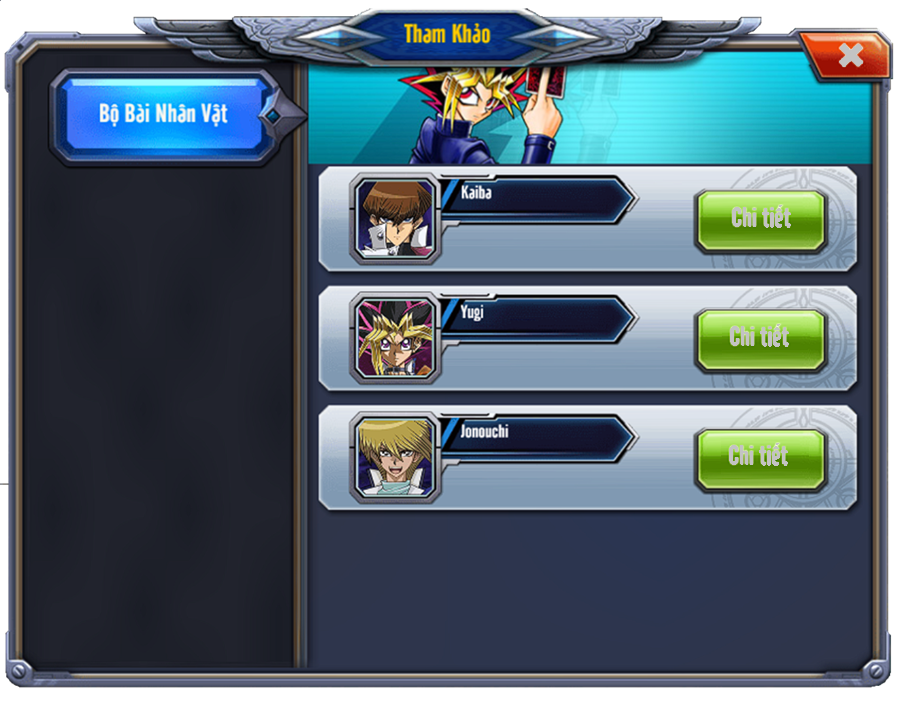 Tham Khảo
Bộ Bài Nhân Vật
Kaiba
Chi tiết
Yugi
Chi tiết
Jonouchi
Chi tiết